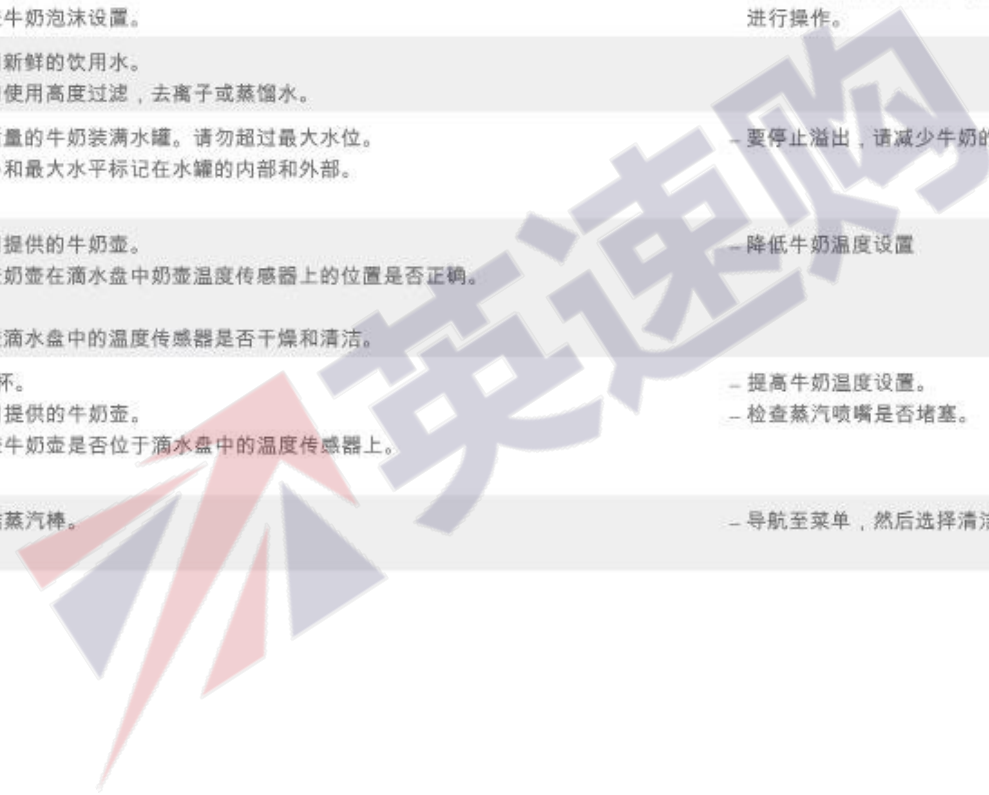 牛奶泡沫设置。
进行操作。
新鲜的饮用水。
使用高度过滤，去离子或蒸馏水。
量的牛奶装满水罐。请勿超过最大水位。
– 要停止溢出，请减少牛奶的
和最大水平标记在水罐的内部和外部。
提供的牛奶壶。
– 降低牛奶温度设置
奶壶在滴水盘中奶壶温度传感器上的位置是否正确。
滴水盘中的温度传感器是否干燥和清洁。
杯。
– 提高牛奶温度设置。
提供的牛奶壶。
– 检查蒸汽喷嘴是否堵塞。
牛奶壶是否位于滴水盘中的温度传感器上。
蒸汽棒。
– 导航至菜单，然后选择清洁
英速购